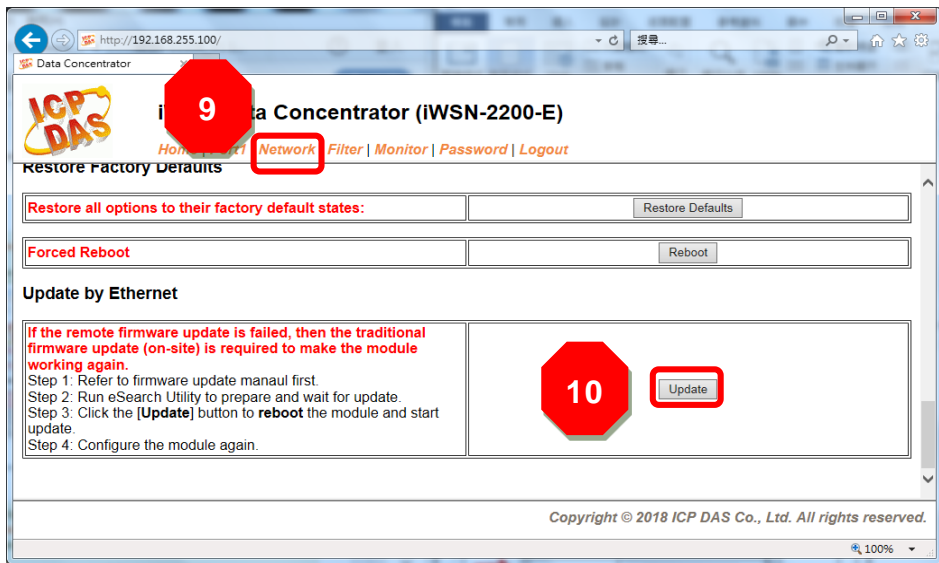 http://192.168.255.100/
搜尋...
Data Concentrator
ICP DAS
9
ta Concentrator (iWSN-2200-E)
Network Filter | Monitor | Password | Logout
Restore Factory Defaults
Restore all options to their factory default states:
Restore Defaults
Forced Reboot
Reboot
Update by Ethernet
If the remote firmware update is failed, then the traditional
firmware update (on-site) is required to make the module
working again.
Step 1: Refer to firmware update manaul first.
Step 2: Run eSearch Utility to prepare and wait for update.
Step 3: Click the [Update] button to reboot the module and start
update.
Step 4: Configure the module again.
10
Update
Copyright © 2018 ICP DAS Co., Ltd. All rights reserved.
100%